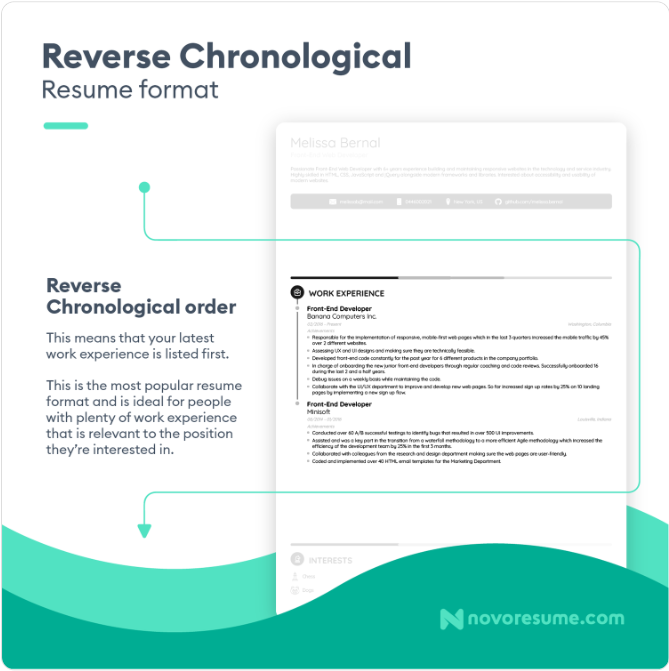 Reverse Chronological
Resume format
Melissa Bernal
WORK EXPERIENCE
Front-End Developer
Banana Computers Inc.
Responsible for the implementation of responsive, mobile-first web pages which in the last 3 quarters increased the mobile traffic by 45%
over 2 different websites.
Assessing UX and UI designs and making sure they are technically feasible.
Developed front-end constantly for the past year for 6 different products in the company portfolio.
In charge of onboarding the new junior front-end developers through regular coaching and code reviews. Successfully onboarded 16
during the last 2 and a half years.
Debug issues on a weekly basis while maintaining the code.
Collaborate with the UI/UX department to improve and develop new web pages. So far increased sign up rates by 25% on 10 landing
pages by implementing a new sign up flow.
Front-End Developer
Minisoft
Conducted over 60 A/B successful testings to identify bugs that resulted in over 500 UI improvements.
Assisted and was a key part in the transition from a waterfall methodology to a more efficient Agile methodology which increased the
efficiency of the development team by 25% in the first 3 months.
Collaborated with colleagues from the research and design department making sure the web pages are user-friendly.
Coded and implemented over 40 HTML email templates for the Marketing Department.
Reverse
Chronological order
This means that your latest
work experience is listed first.
This is the most popular resume
format and is ideal for people
with plenty of work experience
that is relevant to the position
they're interested in.
INTERESTS
novoresume.com